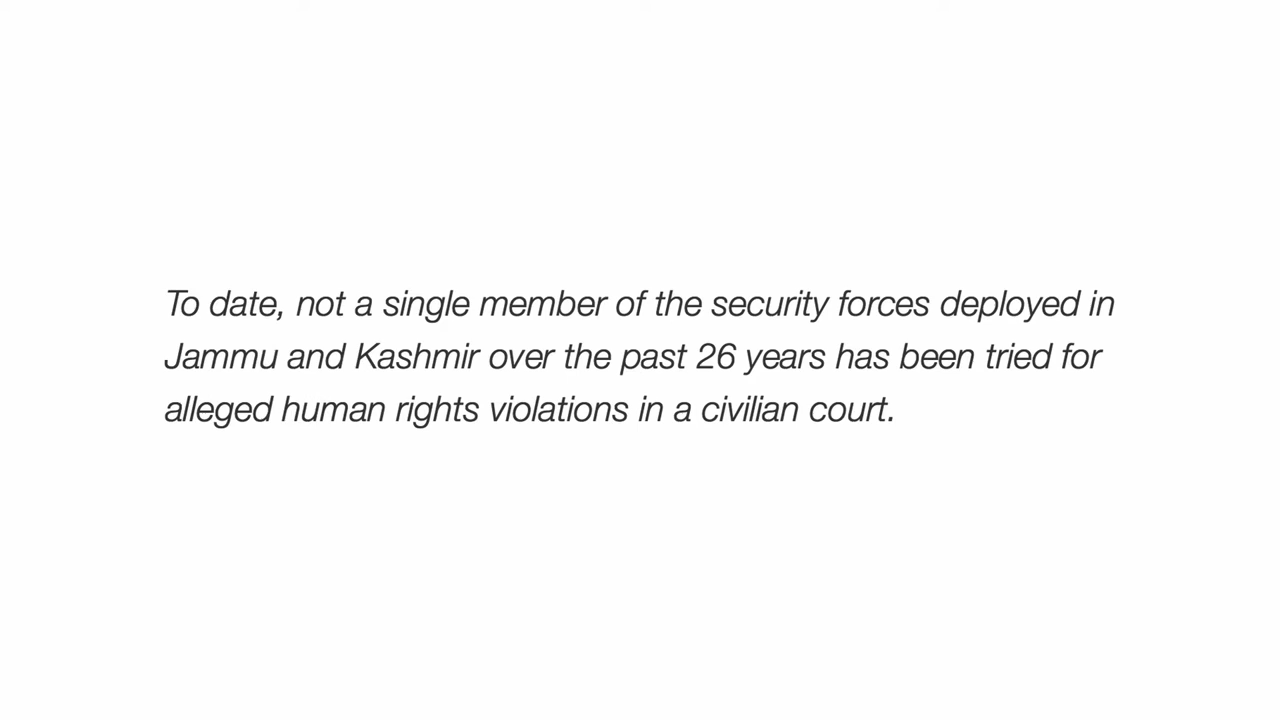 To date, not a single member of the security forces deployed in
Jammu and Kashmir over the past 26 years has been tried for
alleged human rights violations in a civilian court.